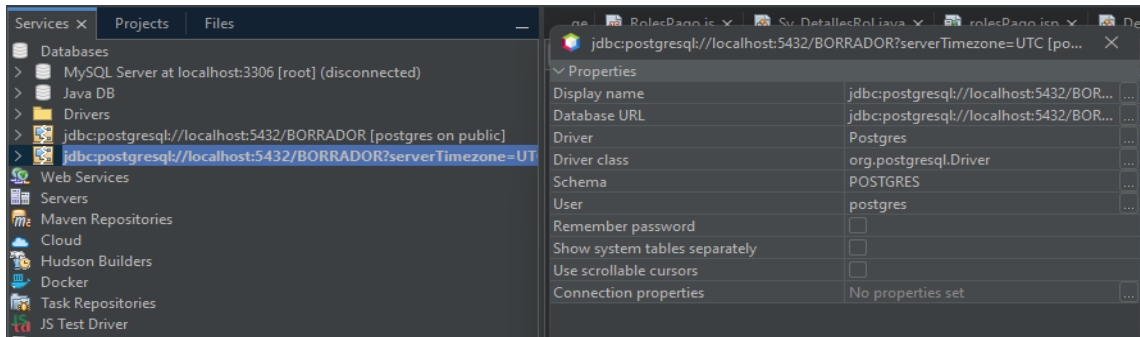 Services Projects Files
Databases
MySQL Server at localhost:3306 [root] (disconnected)
Java DB
Drivers
jdbc:postgresql://localhost:5432/BORRADOR [postgres on public]
jdbc:postgresql://localhost:5432/BORRADOR?serverTimezone=UT
Web Services
Servers
Maven Repositories
Cloud
Hudson Builders
Docker
Task Repositories
JS Test Driver
RolesPago.js Sv_DetallesRol.java rolesPago.jsp
jdbc:postgresql://localhost:5432/BORRADOR?serverTimezone=UTC [po...
Properties
Display name jdbc:postgresql://localhost:5432/BOR... ...
Database URL jdbc:postgresql://localhost:5432/BOR... ...
Driver Postgres ...
Driver class org.postgresql.Driver ...
Schema POSTGRES ...
User postgres ...
Remember password
Show system tables separately
Use scrollable cursors
Connection properties No properties set ...